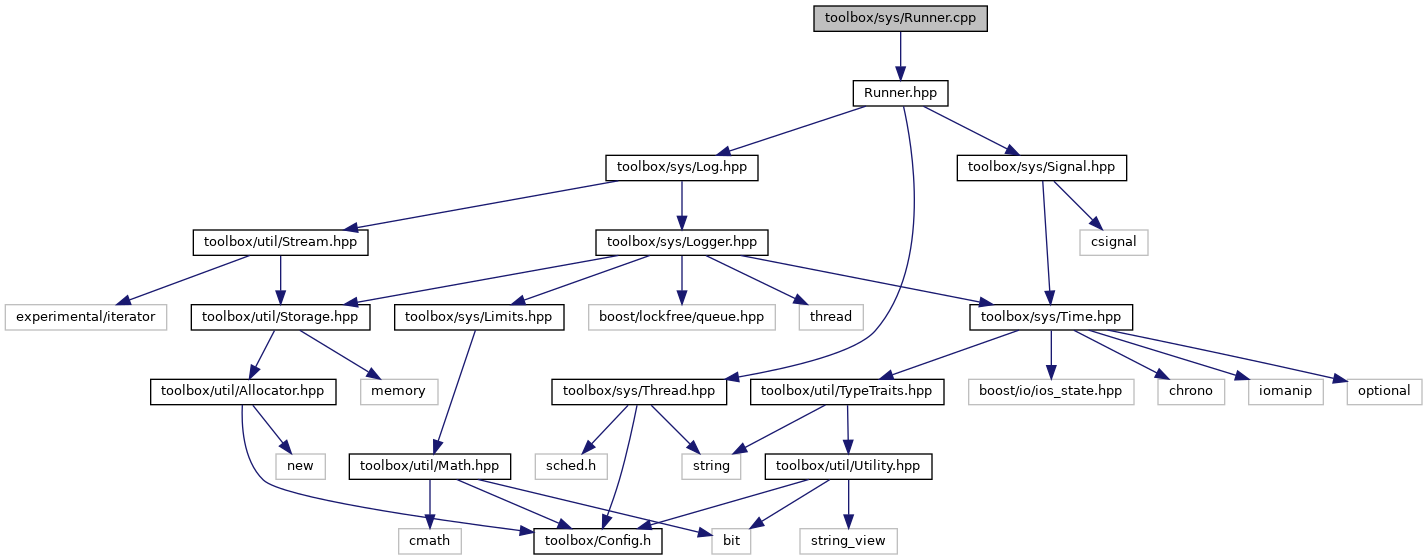 toolbox/sys/Runner.cpp
Runner.hpp
toolbox/sys/Log.hpp
toolbox/sys/Signal.hpp
toolbox/util/Stream.hpp
toolbox/sys/Logger.hpp
csignal
experimental/iterator
toolbox/util/Storage.hpp
toolbox/sys/Limits.hpp
boost/lockfree/queue.hpp
thread
toolbox/sys/Time.hpp
toolbox/util/Allocator.hpp
memory
toolbox/sys/Thread.hpp
toolbox/util/TypeTraits.hpp
boost/io/ios_state.hpp
chrono
iomanip
optional
new
toolbox/util/Math.hpp
sched.h
string
toolbox/util/Utility.hpp
cmath
toolbox/Config.h
bit
string_view